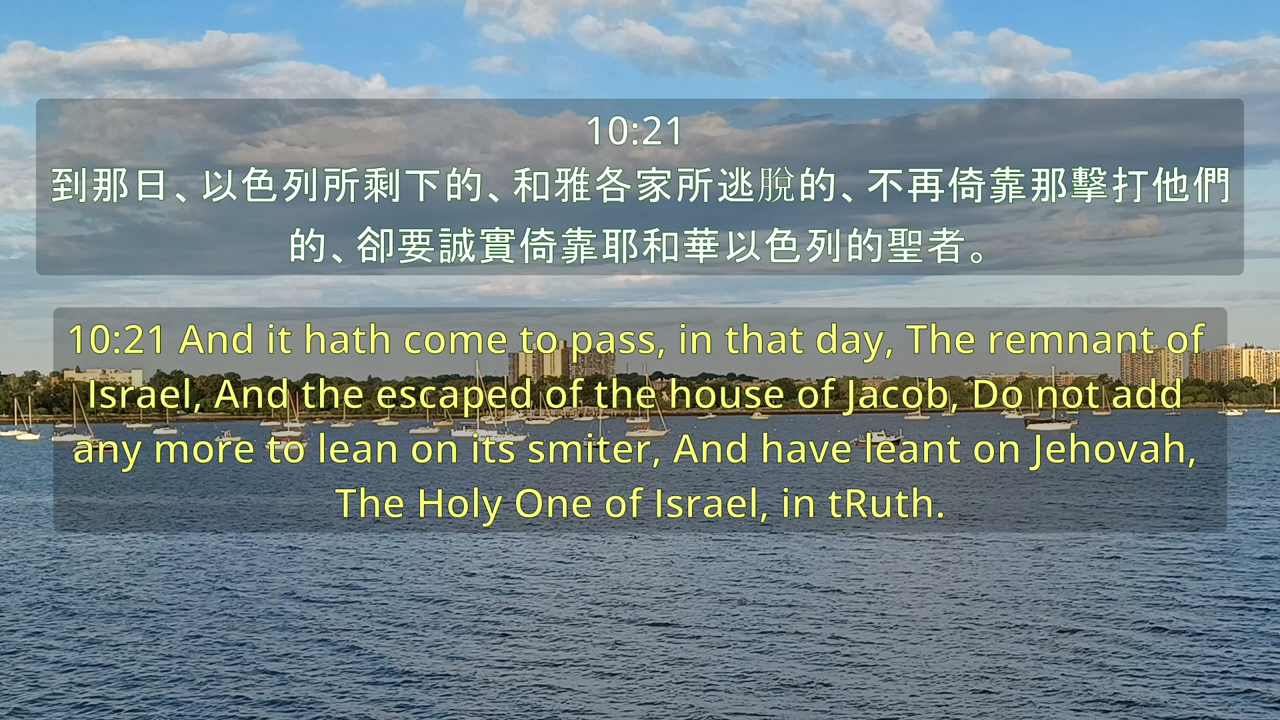 10:21
到那日、以色列所剩下的、和雅各家所逃脫的、不再倚靠那擊打他們
的、卻要誠實倚靠耶和華以色列的聖者。
10:21 And it hath come to pass, in that day, The remnant of
Israel, And the escaped of the house of Jacob, Do not add
any more to lean on its smiter, And have leant on Jehovah,
The Holy One of Israel, in tRuth.